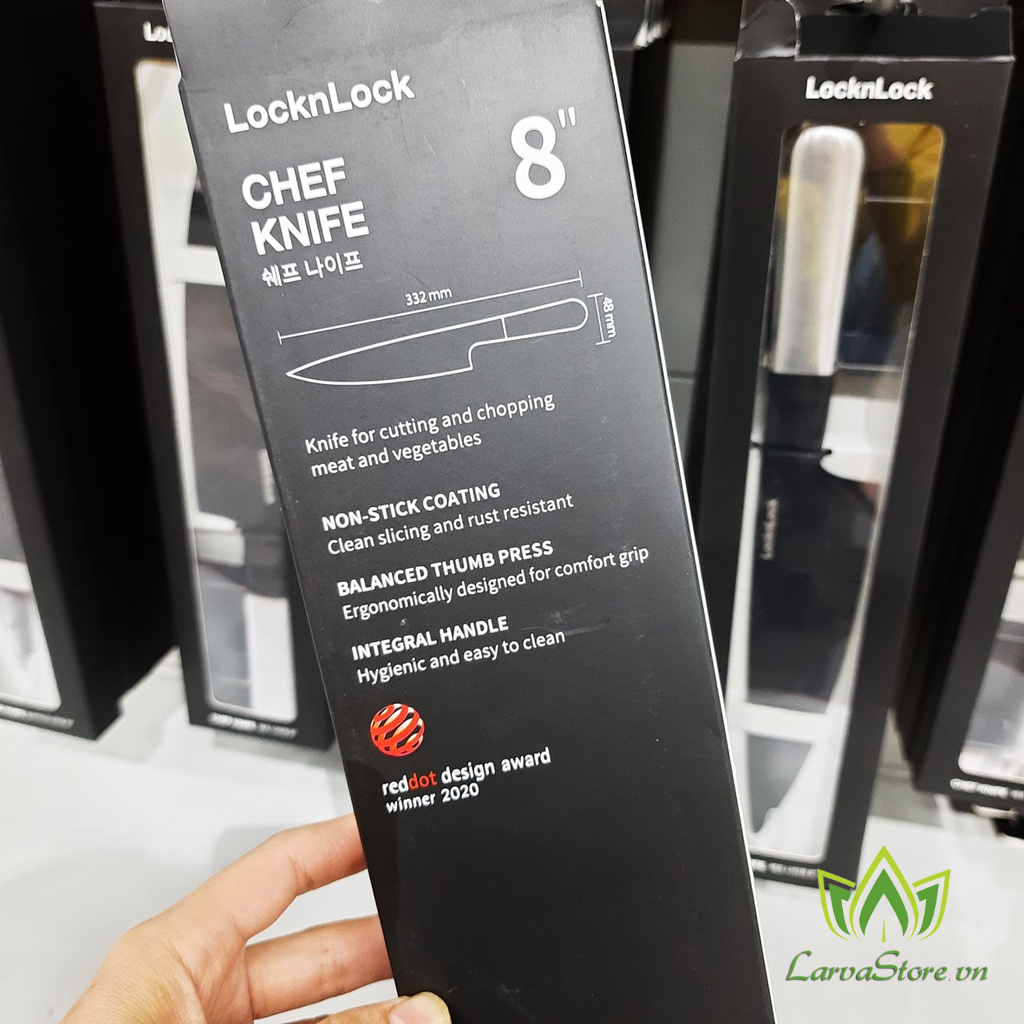 LocknLock
8"
CHEF
KNIFE
쉐프 나이프
332 mm
48 mm
Knife for cutting and chopping
meat and vegetables
NON-STICK COATING
Clean slicing and rust resistant
BALANCED THUMB PRESS
Ergonomically designed for comfort grip
INTEGRAL HANDLE
Hygienic and easy to clean
reddot design award
winner 2020
LocknLock
LocknLock
LarvaStore.vn